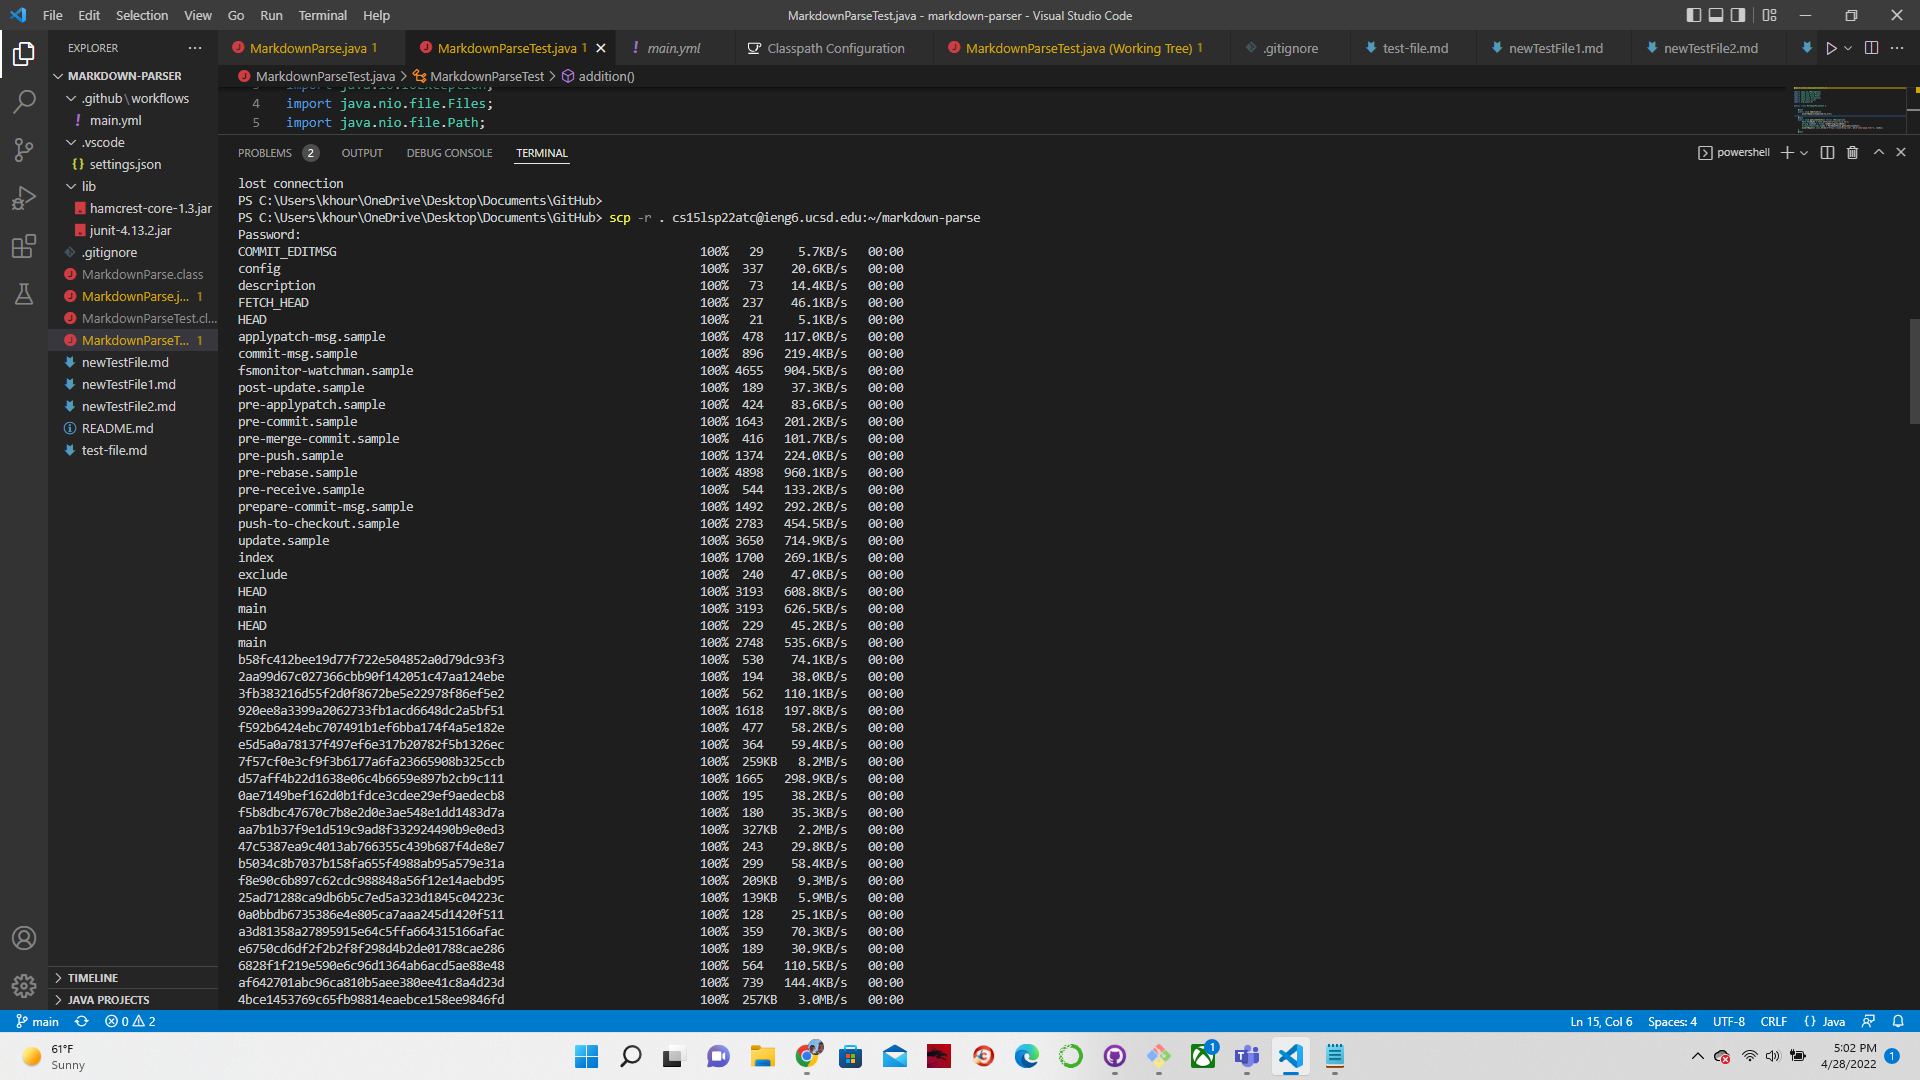 File Edit Selection View Go Run Terminal Help
MarkdownParseTest.java - markdown-parser - Visual Studio Code
EXPLORER
MARKDOWN-PARSER
.github\workflows
main.yml
.vscode
settings.json
lib
hamcrest-core-1.3.jar
junit-4.13.2.jar
.gitignore
MarkdownParse.class
MarkdownParse.j... 1
MarkdownParseTest.cl...
MarkdownParseT... 1
newTestFile.md
newTestFile1.md
newTestFile2.md
README.md
test-file.md
TIMELINE
JAVA PROJECTS
MarkdownParse.java 1 MarkdownParseTest.java 1 main.yml Classpath Configuration MarkdownParseTest.java (Working Tree) 1 .gitignore test-file.md newTestFile1.md newTestFile2.md
MarkdownParseTest.java > MarkdownParseTest > addition()
3 import java.io.IOException;
4 import java.nio.file.Files;
5 import java.nio.file.Path;
PROBLEMS 2 OUTPUT DEBUG CONSOLE TERMINAL
powershell
lost connection
PS C:\Users\khour\OneDrive\Desktop\Documents\GitHub>
PS C:\Users\khour\OneDrive\Desktop\Documents\GitHub> scp -r . cs15lsp22atc@ieng6.ucsd.edu:~/markdown-parse
Password:
COMMIT_EDITMSG 100% 29 5.7KB/s 00:00
config 100% 337 20.6KB/s 00:00
description 100% 73 14.4KB/s 00:00
FETCH_HEAD 100% 237 46.1KB/s 00:00
HEAD 100% 21 5.1KB/s 00:00
applypatch-msg.sample 100% 478 117.0KB/s 00:00
commit-msg.sample 100% 896 219.4KB/s 00:00
fsmonitor-watchman.sample 100% 4655 904.5KB/s 00:00
post-update.sample 100% 189 37.3KB/s 00:00
pre-applypatch.sample 100% 424 83.6KB/s 00:00
pre-commit.sample 100% 1643 201.2KB/s 00:00
pre-merge-commit.sample 100% 416 101.7KB/s 00:00
pre-push.sample 100% 1374 224.0KB/s 00:00
pre-rebase.sample 100% 4898 960.1KB/s 00:00
pre-receive.sample 100% 544 133.2KB/s 00:00
prepare-commit-msg.sample 100% 1492 292.2KB/s 00:00
push-to-checkout.sample 100% 2783 454.5KB/s 00:00
update.sample 100% 3650 714.9KB/s 00:00
index 100% 1700 269.1KB/s 00:00
exclude 100% 240 47.0KB/s 00:00
HEAD 100% 3193 608.8KB/s 00:00
main 100% 3193 626.5KB/s 00:00
HEAD 100% 229 45.2KB/s 00:00
main 100% 2748 535.6KB/s 00:00
b58fc412bee19d77f722e504852a0d79dc93f3 100% 530 74.1KB/s 00:00
2aa99d67c027366cbb90f142051c47aa124ebe 100% 194 38.0KB/s 00:00
3fb383216d55f2d0f8672be5e22978f86ef5e2 100% 562 110.1KB/s 00:00
920ee8a3399a2062733fb1acd6648dc2a5bf51 100% 1618 197.8KB/s 00:00
f592b6424ebc707491b1ef6bba174f4a5e182e 100% 477 58.2KB/s 00:00
e5d5a0a78137f497ef6e317b20782f5b1326ec 100% 364 59.4KB/s 00:00
7f57cf0e3cf9f3b6177a6fa23665908b325ccb 100% 259KB 8.2MB/s 00:00
d57aff4b22d1638e06c4b6659e897b2cb9c111 100% 1665 298.9KB/s 00:00
0ae7149bef162d0b1fdce3cdee29ef9aedecb8 100% 195 38.2KB/s 00:00
f5b8dbc47670c7b8e2d0e3ae548e1dd1483d7a 100% 180 35.3KB/s 00:00
aa7b1b37f9e1d519c9ad8f332924490b9e0ed3 100% 327KB 2.2MB/s 00:00
47c5387ea9c4013ab766355c439b687f4de8e7 100% 243 29.8KB/s 00:00
b5034c8b7037b158fa655f4988ab95a579e31a 100% 299 58.4KB/s 00:00
f8e90c6b897c62cdc988848a56f12e14aebd95 100% 209KB 9.3MB/s 00:00
25ad71288ca9db6b5c7ed5a323d1845c04223c 100% 139KB 5.9MB/s 00:00
0a0bbdb6735386e4e805ca7aaa245d1420f511 100% 128 25.1KB/s 00:00
a3d81358a27895915e64c5ffa664315166afac 100% 359 70.3KB/s 00:00
e6750cd6df2f2b2f8f298d4b2de01788cae286 100% 189 30.9KB/s 00:00
6828f1f219e590e6c96d1364ab6acd5ae88e48 100% 564 110.5KB/s 00:00
af642701abc96ca810b5aee380ee41c8a4d23d 100% 739 144.4KB/s 00:00
4bce1453769c65fb98814eaebce158ee9846fd 100% 257KB 3.0MB/s 00:00
main 0 2 Ln 15, Col 6 Spaces: 4 UTF-8 CRLF {} Java
61°F
Sunny
1
5:02 PM
4/28/2022
1